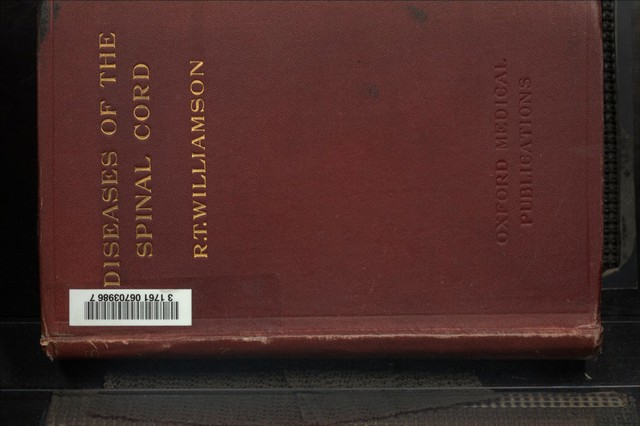 DISEASES OF THE
SPINAL CORD
R.T. WILLIAMSON
OXFORD MEDICAL
PUBLICATIONS
3 1761 06703986 7